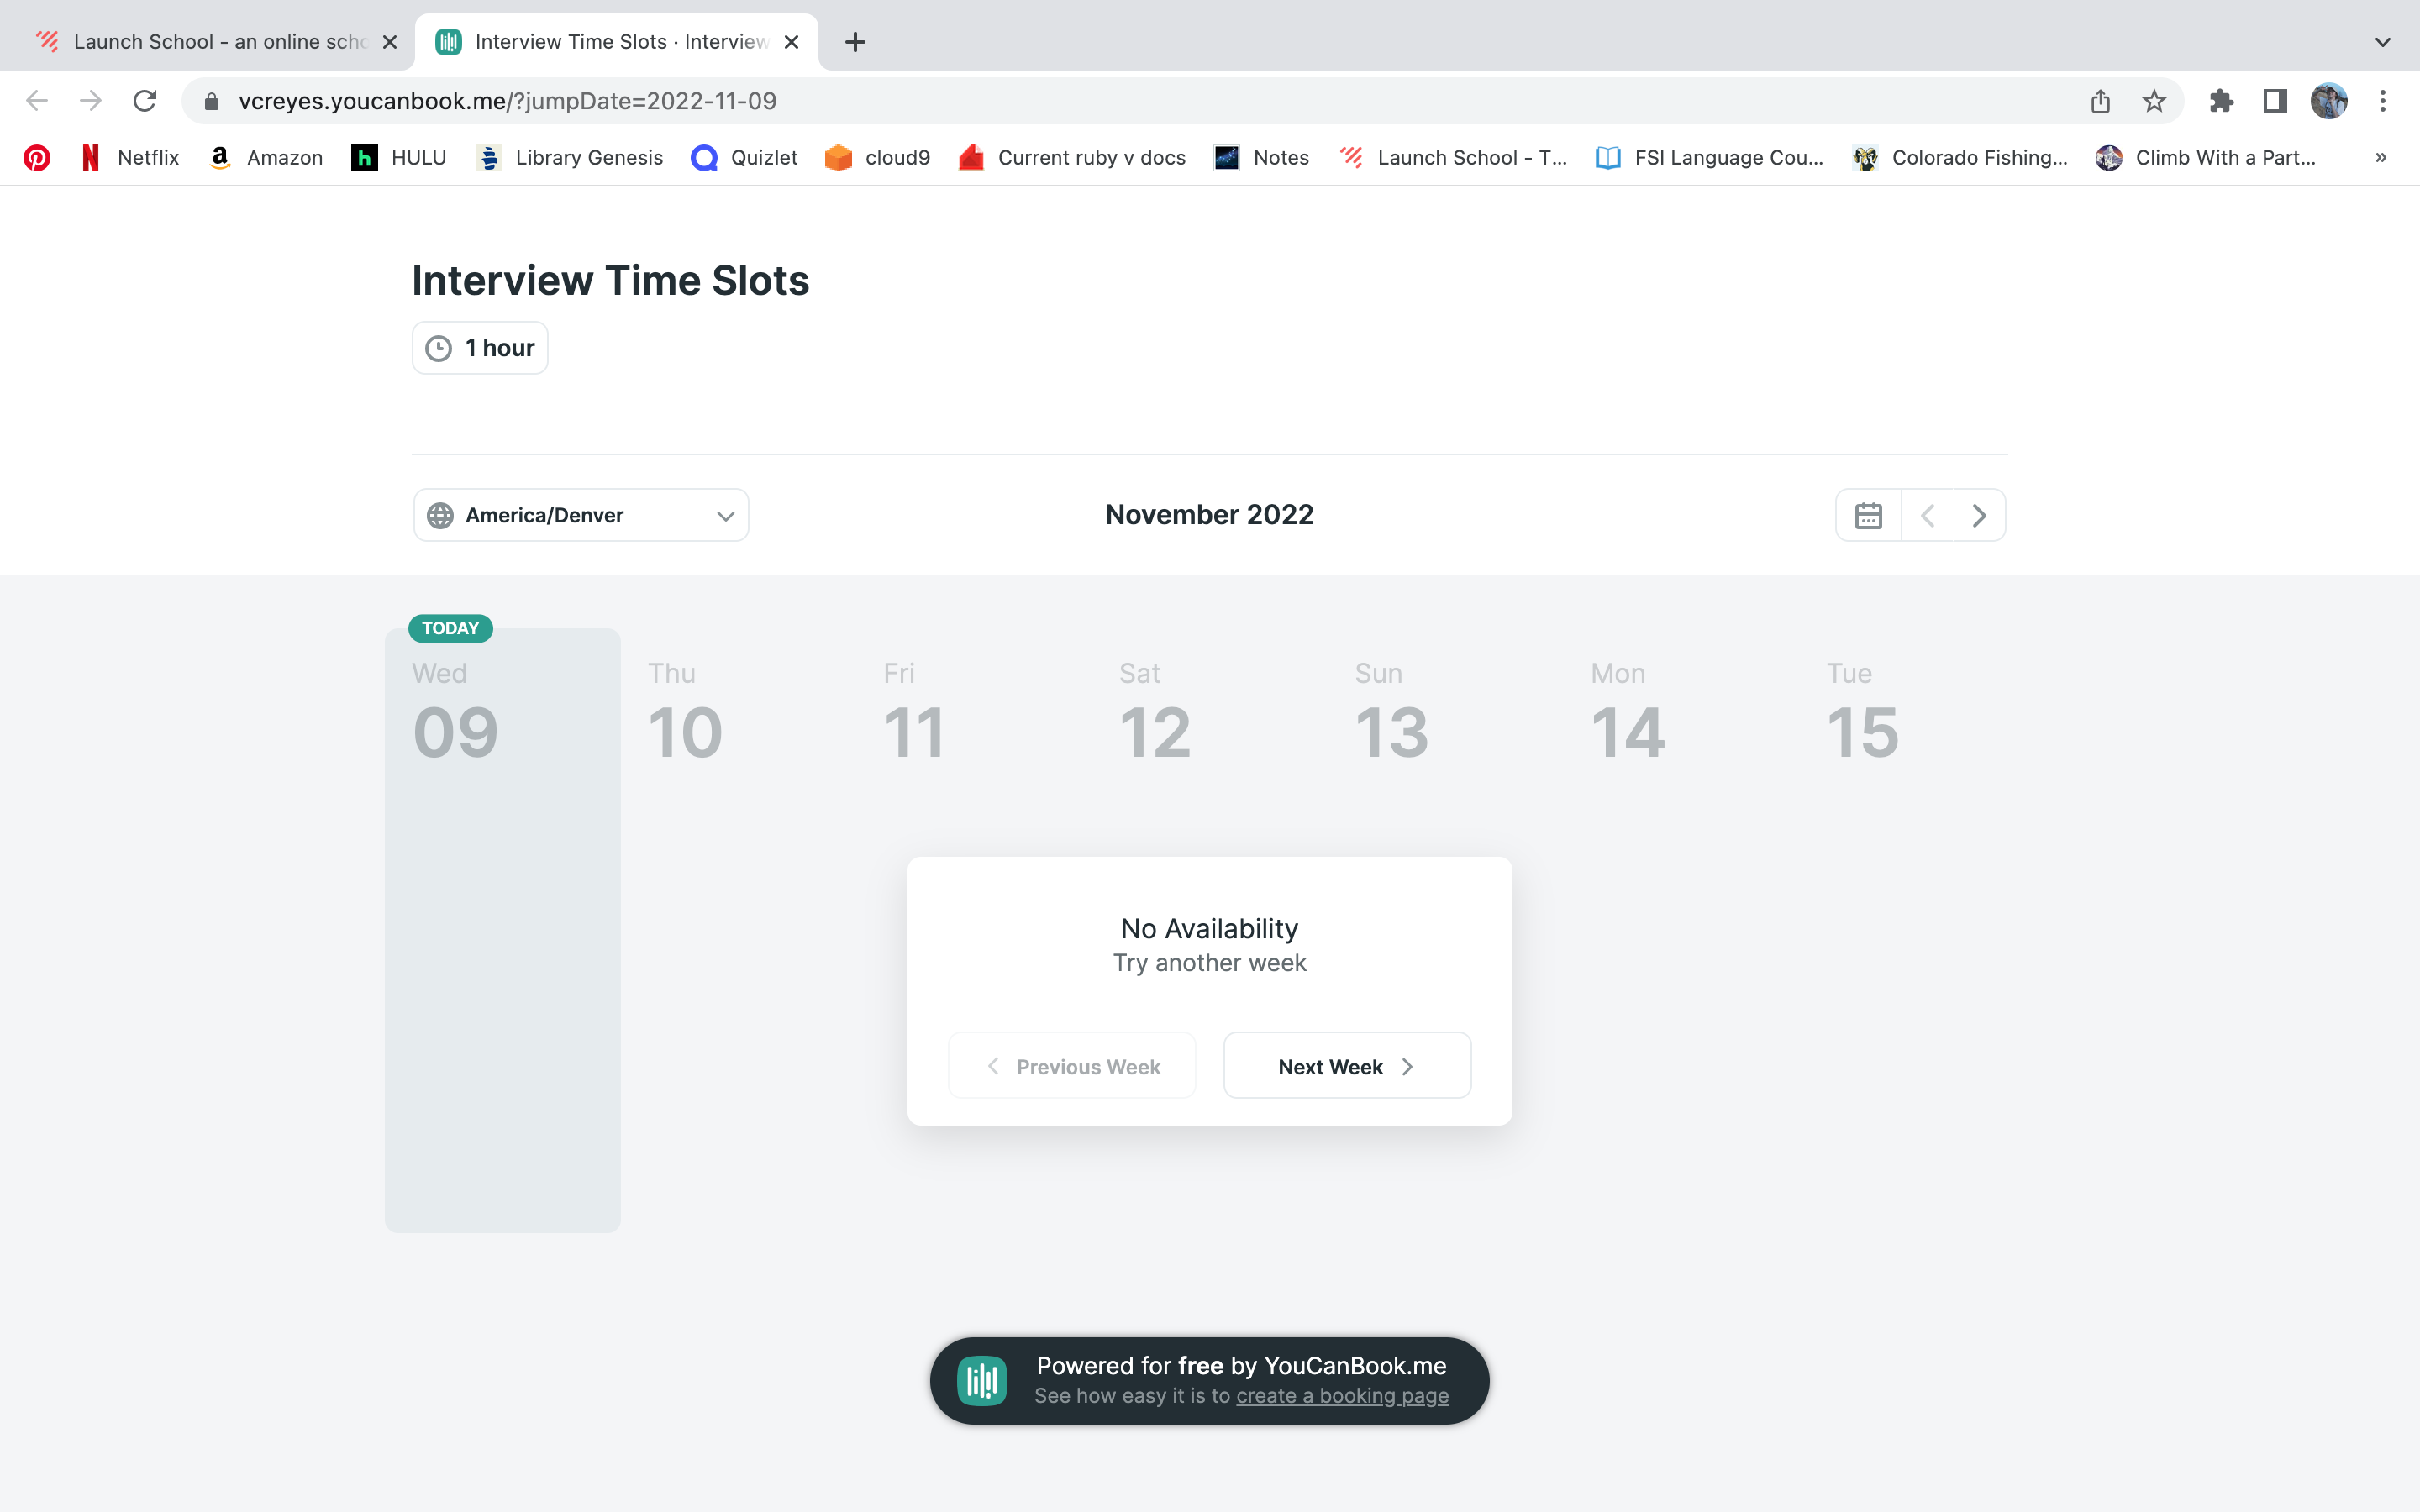 Launch School - an online scho
Interview Time Slots · Interview
vcreyes.youcanbook.me/?jumpDate=2022-11-09
Netflix
Amazon
HULU
Library Genesis
Quizlet
cloud9
Current ruby v docs
Notes
Launch School - T...
FSI Language Cou...
Colorado Fishing...
Climb With a Part...
»
Interview Time Slots
1 hour
America/Denver
November 2022
TODAY
Wed Thu Fri Sat Sun Mon Tue
09 10 11 12 13 14 15
No Availability
Try another week
Previous Week
Next Week
Powered for free by YouCanBook.me
See how easy it is to create a booking page